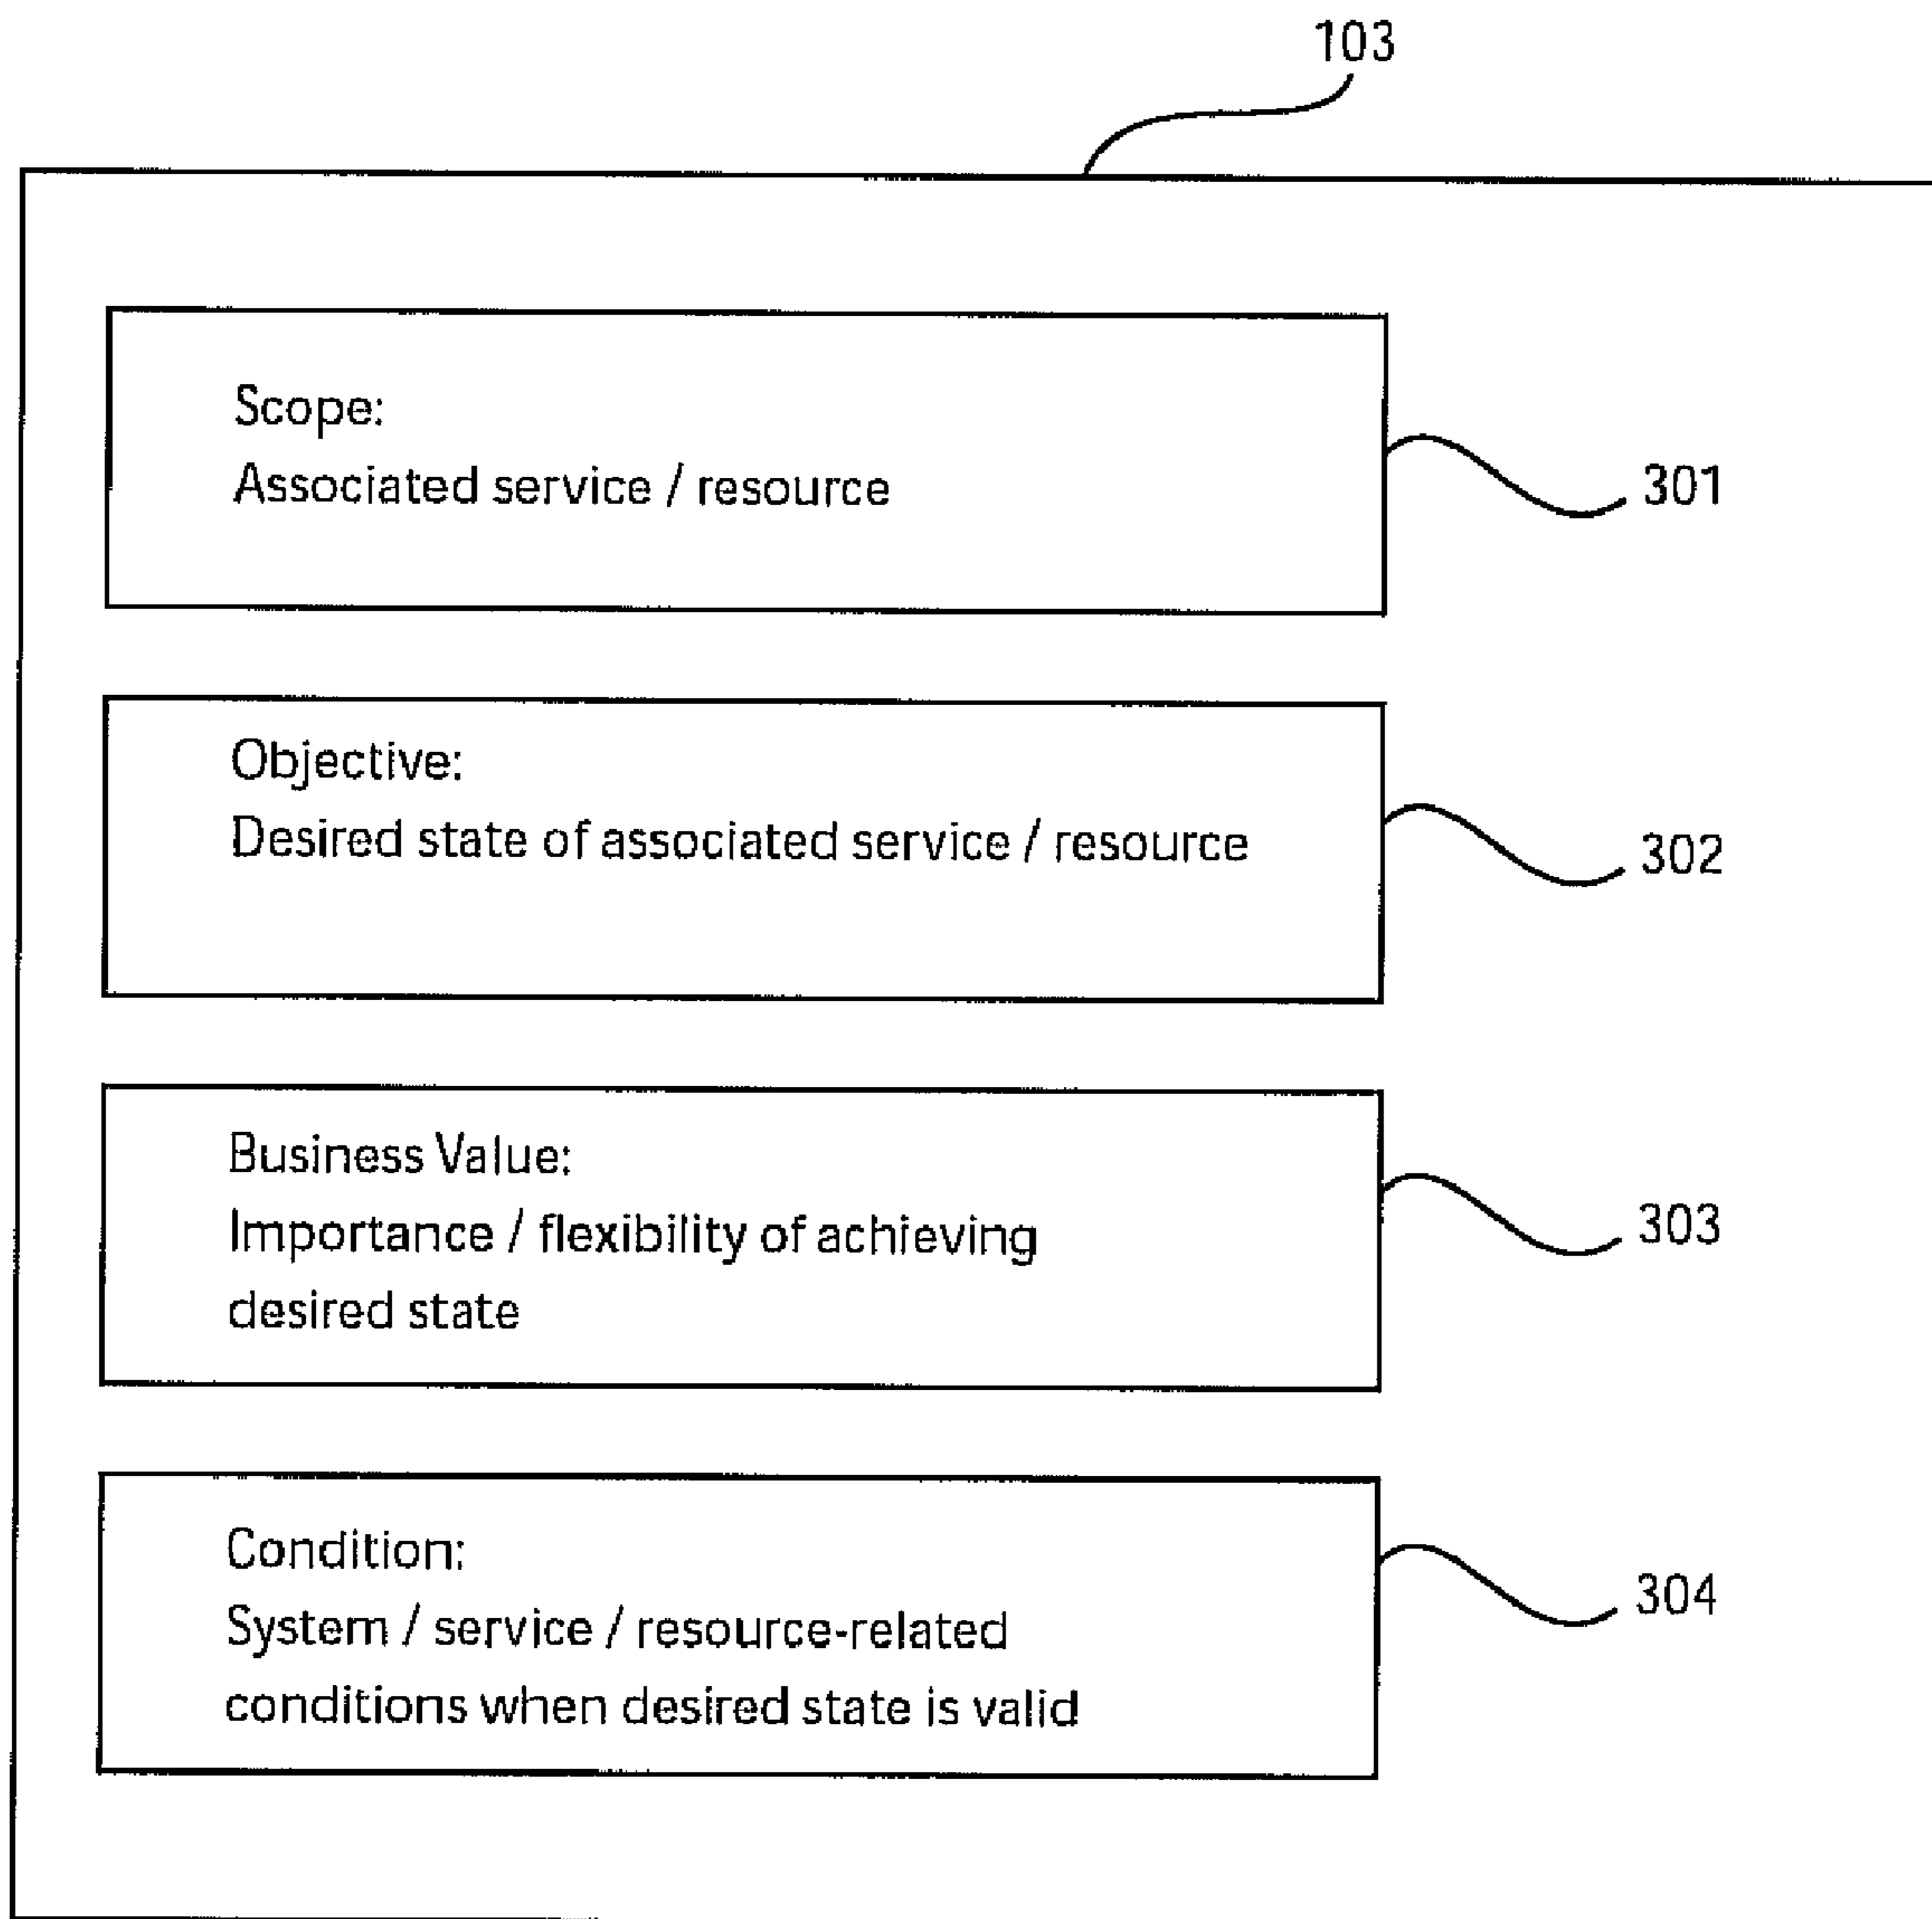 103
Scope:
Associated service / resource
301
Objective:
Desired state of associated service / resource
302
Business Value:
Importance / flexibility of achieving
desired state
303
Condition:
System / service / resource-related
conditions when desired state is valid
304